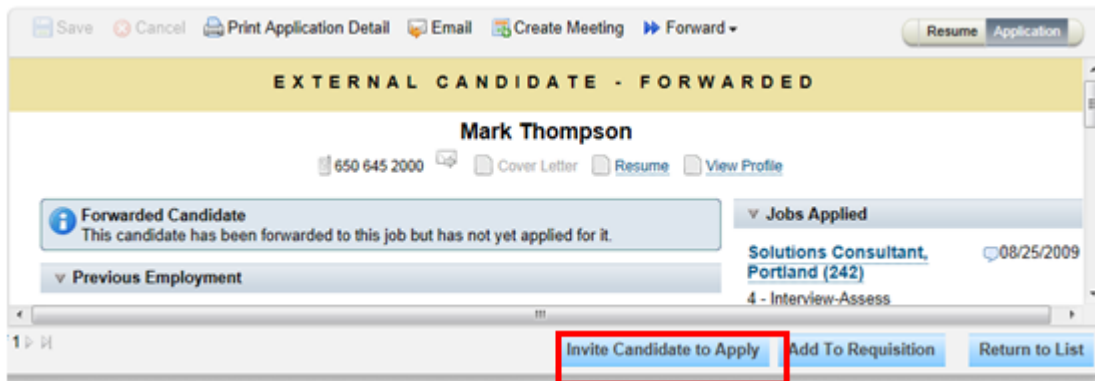 Save Cancel Print Application Detail Email Create Meeting Forward Resume Application
EXTERNAL CANDIDATE - FORWARDED
Mark Thompson
650 645 2000 Cover Letter Resume View Profile
Forwarded Candidate
This candidate has been forwarded to this job but has not yet applied for it.
Previous Employment
Jobs Applied
Solutions Consultant, 08/25/2009
Portland (242)
4 - Interview-Assess
1
Invite Candidate to Apply Add To Requisition Return to List